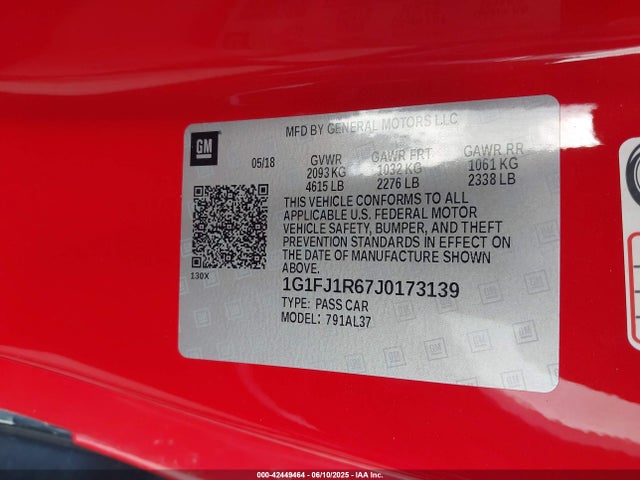 MFD BY GENERAL MOTORS LLC
GM
05/18 GVWR GAWR FRT GAWR RR
2093 KG 1032 KG 1061 KG
4615 LB 2276 LB 2338 LB
THIS VEHICLE CONFORMS TO ALL
APPLICABLE U.S. FEDERAL MOTOR
VEHICLE SAFETY, BUMPER, AND THEFT
PREVENTION STANDARDS IN EFFECT ON
THE DATE OF MANUFACTURE SHOWN
ABOVE.
130X
1G1FJ1R67J0173139
TYPE: PASS CAR
MODEL: 791AL37
000-42449464 - 06/10/2025 - IAA Inc.